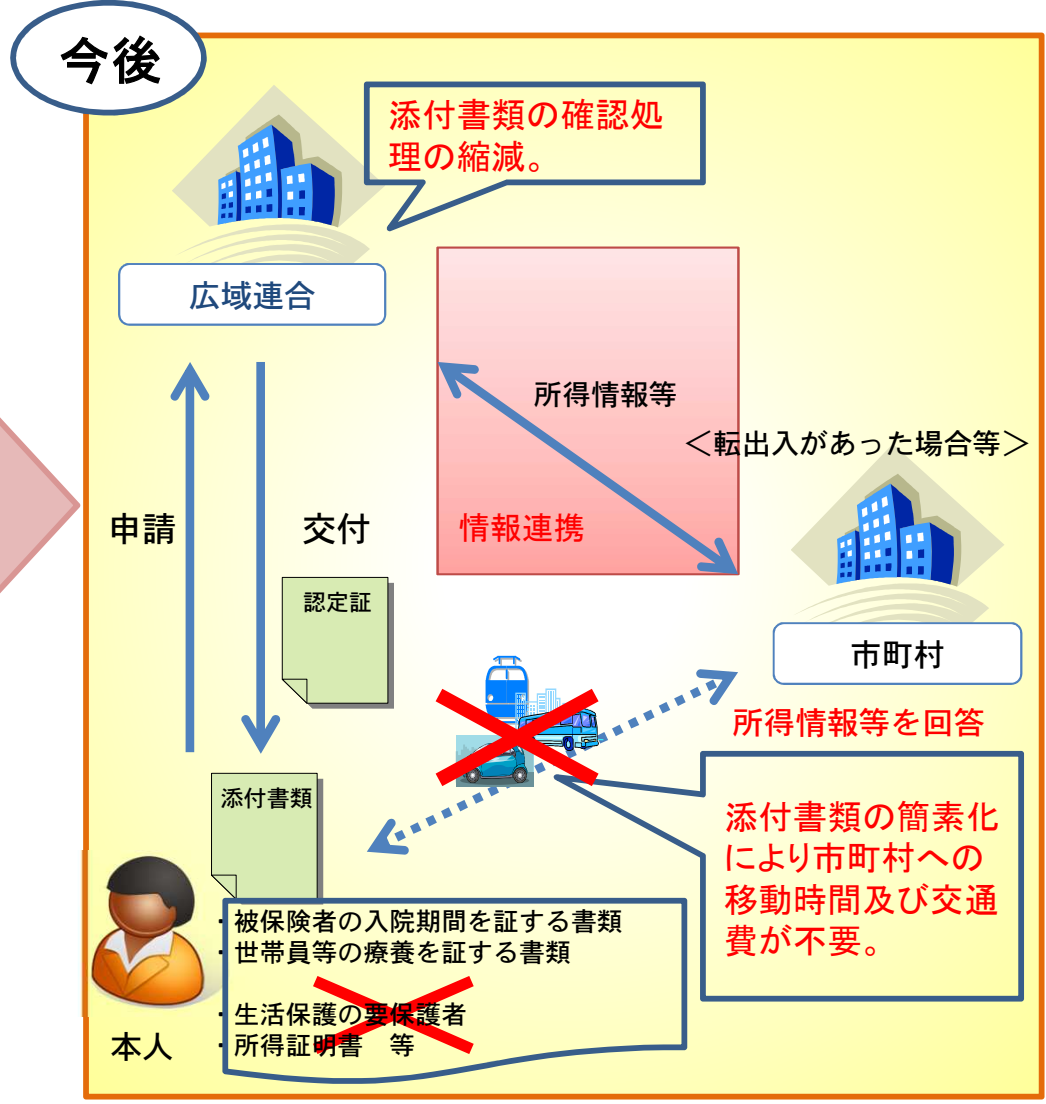 今後
添付書類の確認処
理の縮減。
広域連合
所得情報等
＜転出入があった場合等＞
申請
交付
情報連携
認定証
市町村
所得情報等を回答
添付書類
添付書類の簡素化
により市町村への
移動時間及び交通
費が不要。
・被保険者の入院期間を証する書類
・世帯員等の療養を証する書類
・生活保護の要保護者
・所得証明書　等
本人